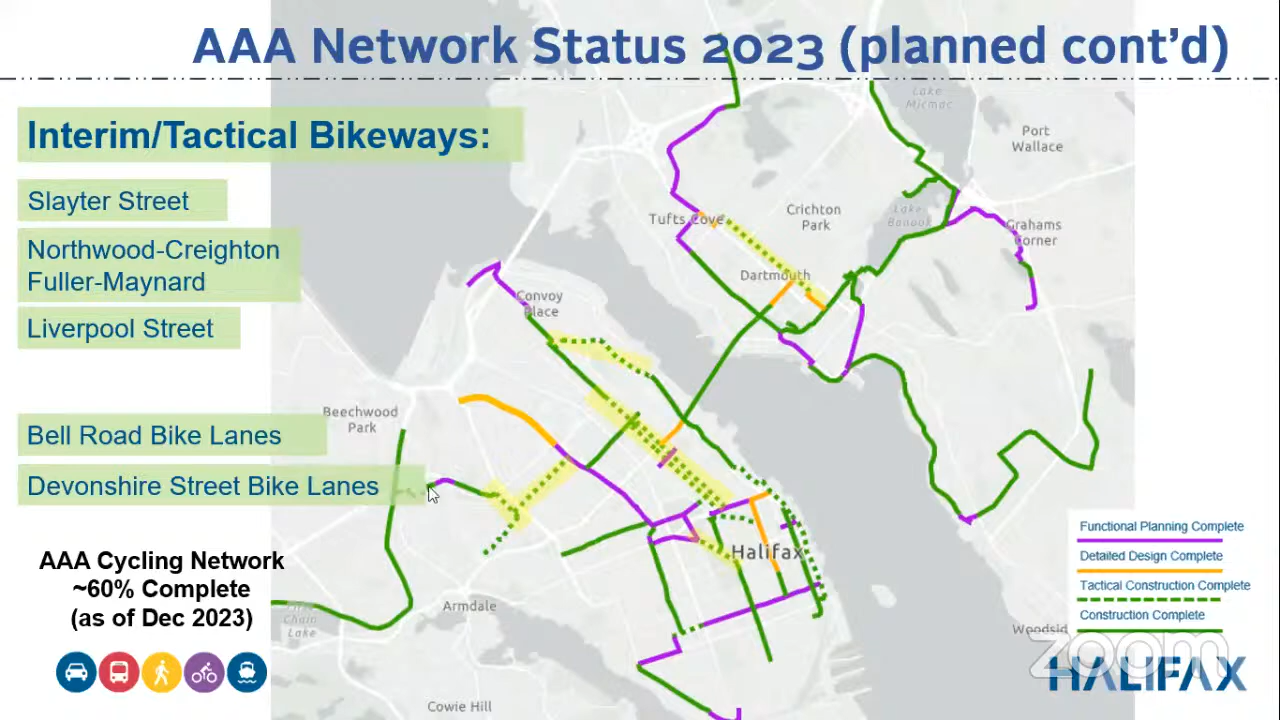 AAA Network Status 2023 (planned cont'd)
Interim/Tactical Bikeways:
Slayter Street
Northwood-Creighton
Fuller-Maynard
Liverpool Street
Bell Road Bike Lanes
Devonshire Street Bike Lanes
AAA Cycling Network
~60% Complete
(as of Dec 2023)
Lake
Micmac
Port
Wallace
Tufts Cove
Crichton
Park
Lake
Banook
Grahams
Corner
Dartmouth
Convoy
Place
Beechwood
Park
Halifax
Armdale
Chain
Lake
Cowie Hill
Woodsid
Functional Planning Complete
Detailed Design Complete
Tactical Construction Complete
Construction Complete
zoom
HALIFAX